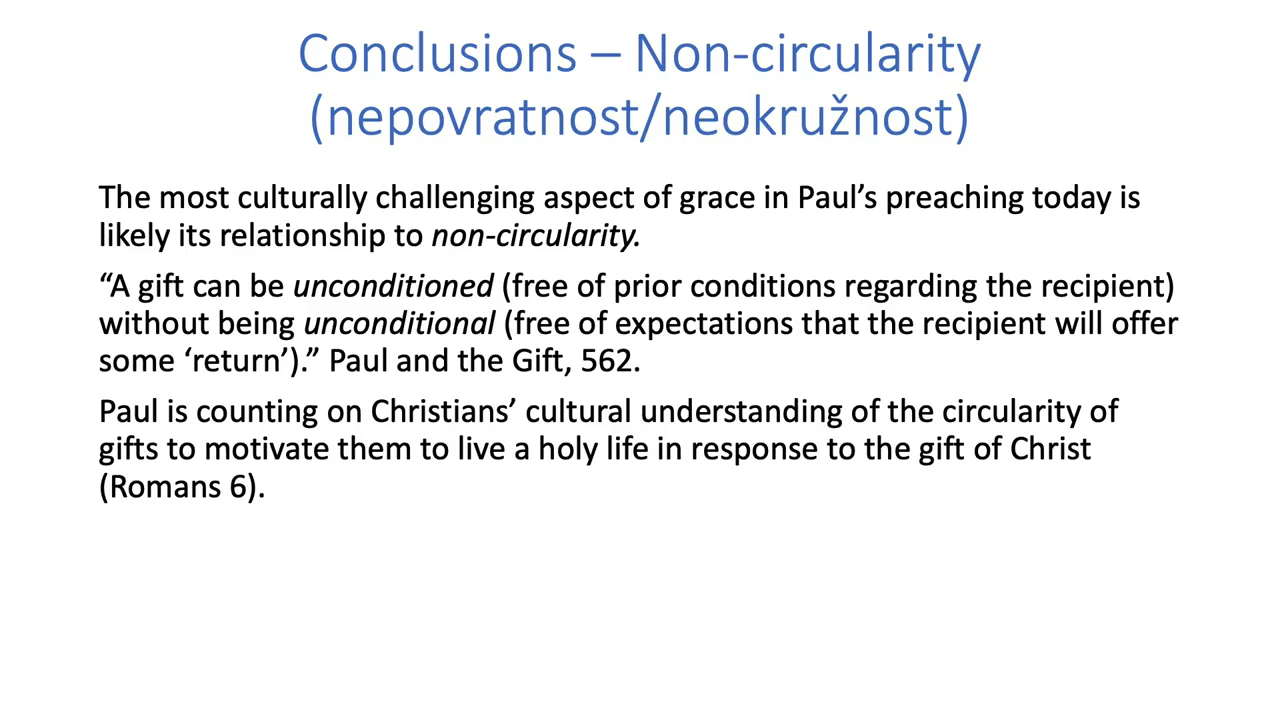 Conclusions – Non-circularity
(nepovratnost/neokružnost)
The most culturally challenging aspect of grace in Paul’s preaching today is
likely its relationship to non-circularity.
“A gift can be unconditioned (free of prior conditions regarding the recipient)
without being unconditional (free of expectations that the recipient will offer
some ‘return’).” Paul and the Gift, 562.
Paul is counting on Christians’ cultural understanding of the circularity of
gifts to motivate them to live a holy life in response to the gift of Christ
(Romans 6).